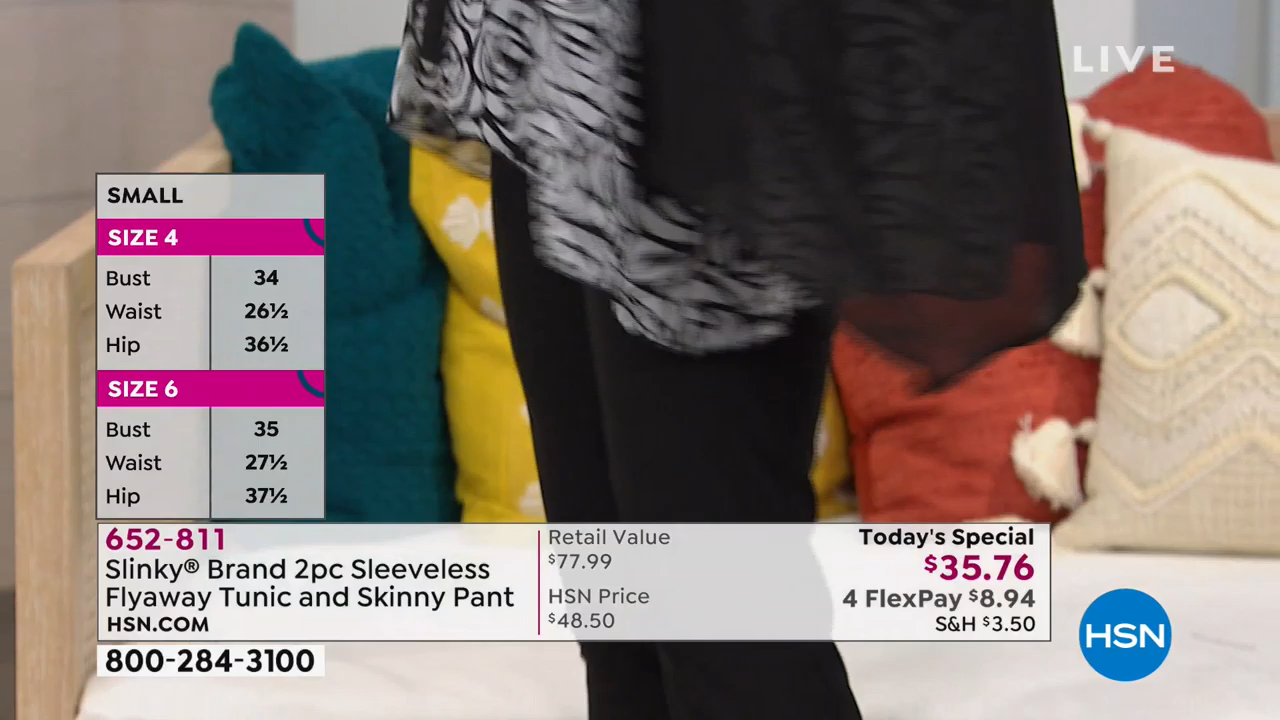 LIVE
SMALL
SIZE 4
Bust 34
Waist 26½
Hip 36½
SIZE 6
Bust 35
Waist 27½
Hip 37½
652-811
Slinky® Brand 2pc Sleeveless
Flyaway Tunic and Skinny Pant
HSN.COM
Retail Value
$77.99
HSN Price
$48.50
Today's Special
$35.76
4 FlexPay $8.94
S&H $3.50
800-284-3100
HSN